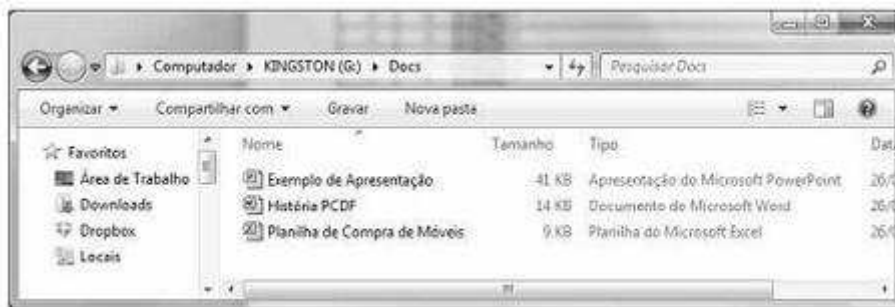 Computador ▸ KINGSTON (G:) ▸ Docs Pesquisar Docs
Organizar Compartilhar com Gravar Nova pasta
Favoritos
Área de Trabalho
Downloads
Dropbox
Locais
Nome Tamanho Tipo
Exemplo de Apresentação 41 KB Apresentação do Microsoft PowerPoint
História PCDF 14 KB Documento do Microsoft Word
Planilha de Compra de Móveis 9 KB Planilha do Microsoft Excel